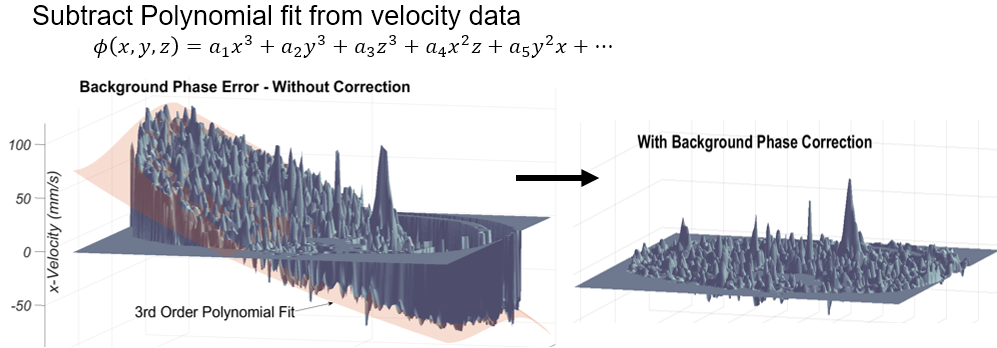 Subtract Polynomial fit from velocity data
ϕ(x, y, z) = a₁x³ + a₂y³ + a₃z³ + a₄x²z + a₅y²x + ⋯
Background Phase Error - Without Correction
With Background Phase Correction
100
50
0
-50
x-Velocity (mm/s)
3rd Order Polynomial Fit